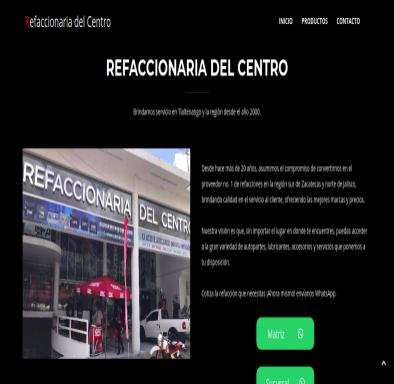 Refaccionaria del Centro
INICIO PRODUCTOS CONTACTO
REFACCIONARIA DEL CENTRO
Brindamos servicio en Tlaltenango y la región desde el año 2000.
REFACCIONARIA DEL CENTRO
Desde hace más de 20 años, asumimos el compromiso de convertirnos en el
proveedor no. 1 de refacciones en la región sur de Zacatecas y norte de Jalisco,
brindando calidad en el servicio al cliente, ofreciendo las mejores marcas y precios.
Nuestra visión es que, sin importar el lugar en donde te encuentres, puedas acceder
a la gran variedad de autopartes, lubricantes, accesorios y servicios que ponemos a
tu disposición.
Cotiza la refacción que necesitas ¡Ahora mismo! envíanos WhatsApp.
Matriz
Sucursal